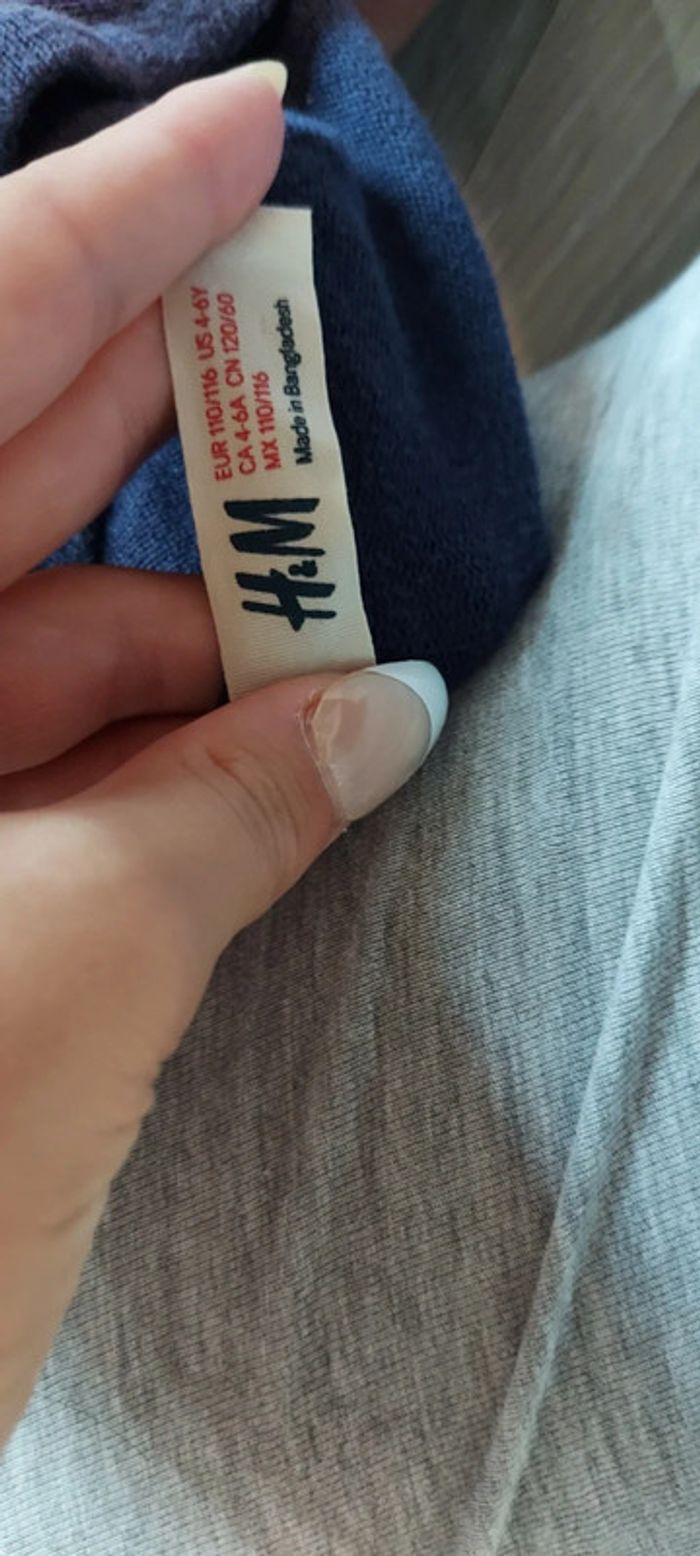 EUR 110/116 US 4-6Y
CA 4-6A CN 120/60
MX 110/116
Made in Bangladesh
H&M